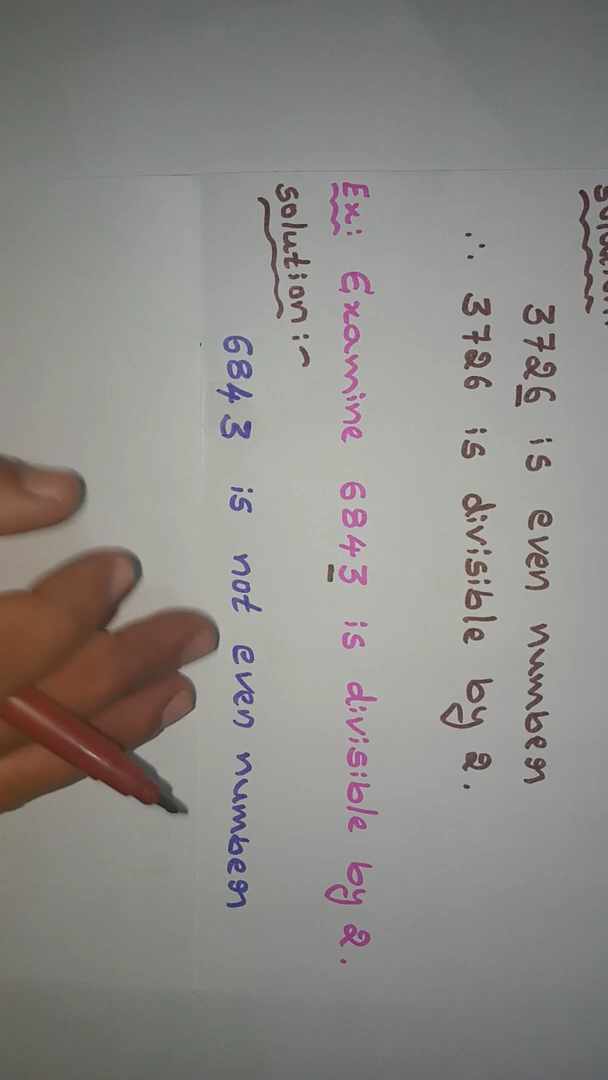 solution
3726 is even number
∴ 3726 is divisible by 2.
Ex: Examine 6843 is divisible by 2.
solution :-
6843 is not even number